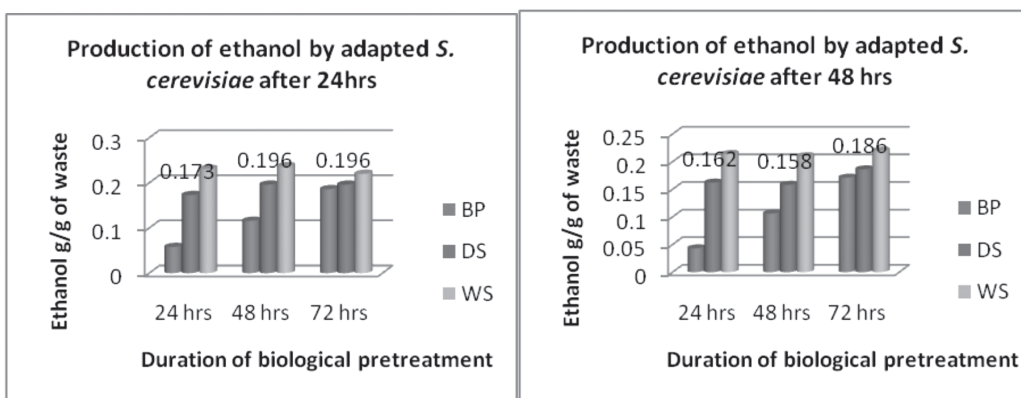 Production of ethanol by adapted S.
cerevisiae after 24hrs
Ethanol g/g of waste
0.3
0.2
0.1
0
0.173
0.196
0.196
24 hrs 48 hrs 72 hrs
BP
DS
WS
Duration of biological pretreatment
Production of ethanol by adapted S.
cerevisiae after 48 hrs
Ethanol g/g of waste
0.25
0.2
0.15
0.1
0.05
0
0.162
0.158
0.186
24 hrs 48 hrs 72 hrs
BP
DS
WS
Duration of biological pretreatment